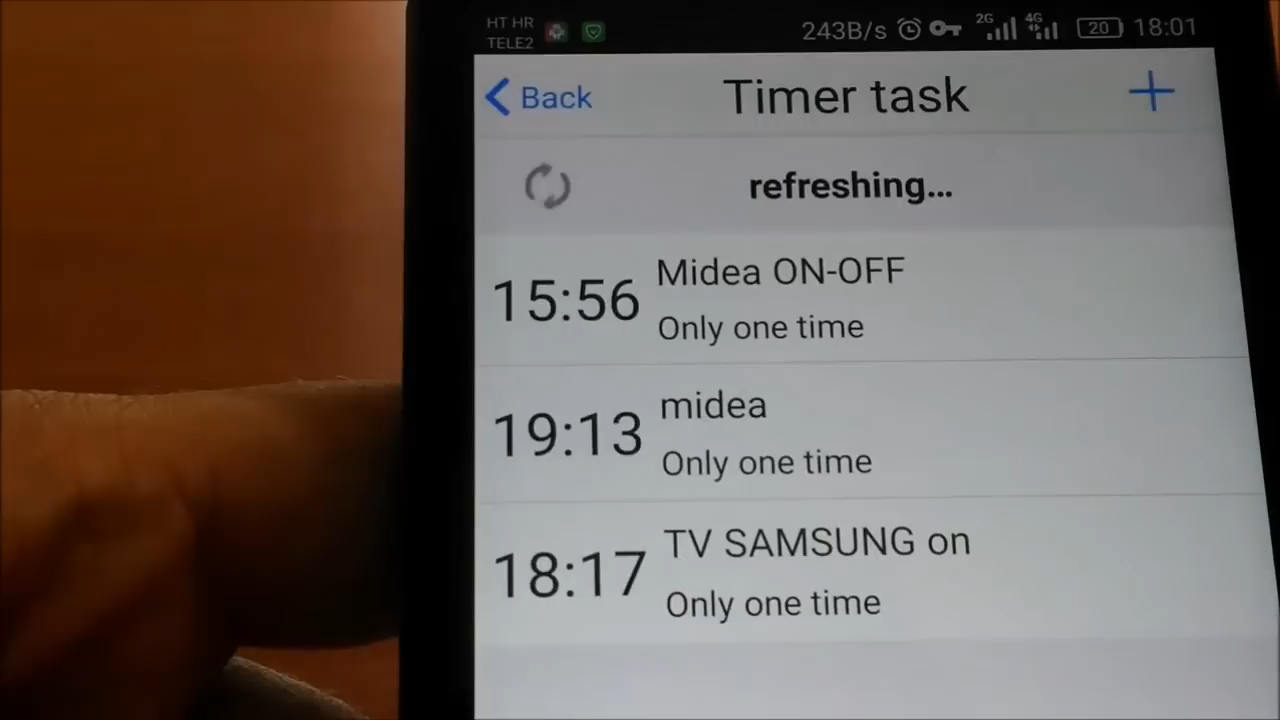 HT HR
TELE2
243B/s 2G 4G 20 18:01
Back Timer task
refreshing...
15:56 Midea ON-OFF
Only one time
19:13 midea
Only one time
18:17 TV SAMSUNG on
Only one time